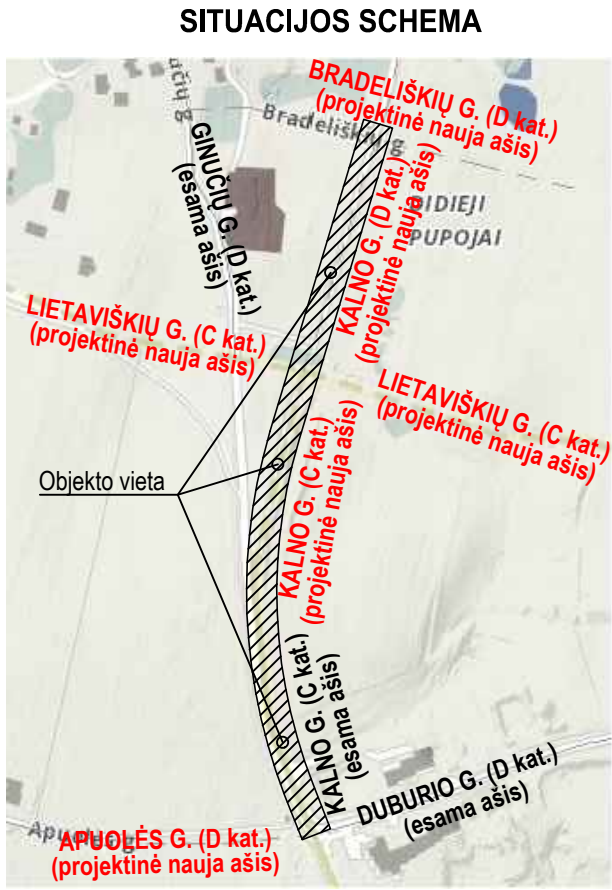 SITUACIJOS SCHEMA
BRADELIŠKIŲ G. (D kat.)
(projektinė nauja ašis)
Bradeliškių g.
učių g
GINUČIŲ G. (D kat.)
(esama ašis)
KALNO G. (D kat.)
(projektinė nauja ašis)
DIDIEJI
PUPOJAI
LIETAVIŠKIŲ G. (C kat.)
(projektinė nauja ašis)
LIETAVIŠKIŲ G. (C kat.)
(projektinė nauja ašis)
KALNO G. (C kat.)
(projektinė nauja ašis)
Objekto vieta
KALNO G. (C kat.)
(esama ašis)
DUBURIO G. (D kat.)
(esama ašis)
Apuolės g.
APUOLĖS G. (D kat.)
(projektinė nauja ašis)